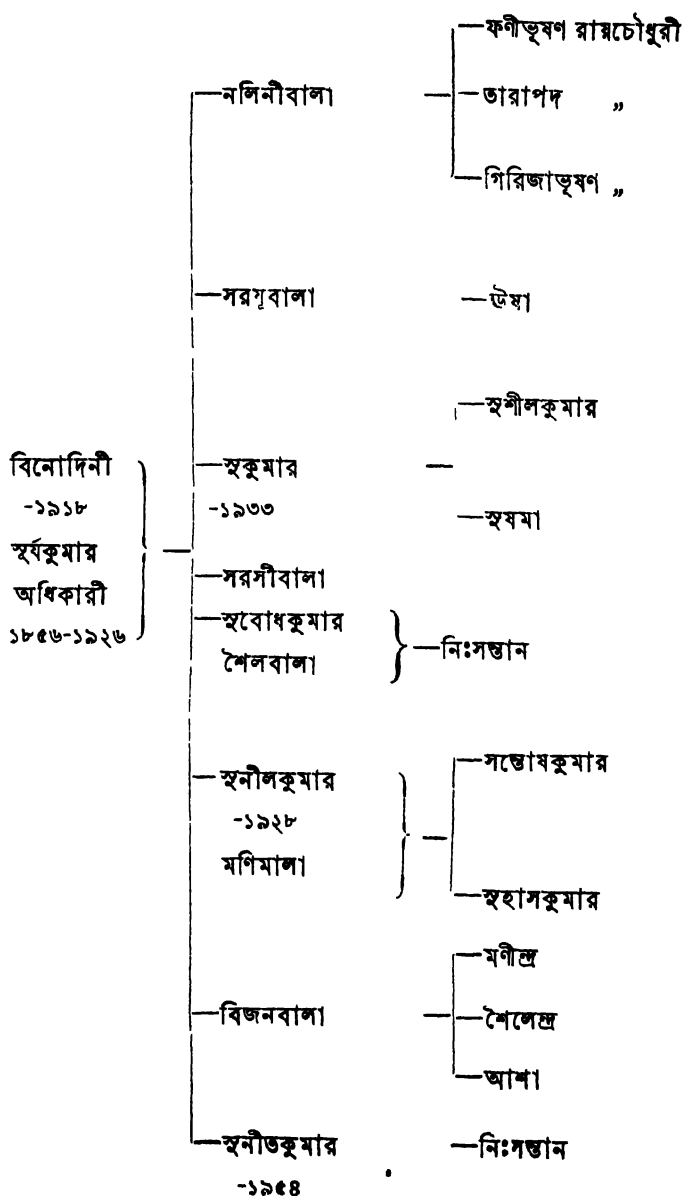 ফণীভূষণ রায়চৌধুরী
নলিনীবালা
তারাপদ „
গিরিজাভূষণ „
সরযূবালা
ঊষা
সুশীলকুমার
বিনোদিনী
সুকুমার
-১৯১৮
-১৯৩৩
সুষমা
সূর্যকুমার
সরসীবালা
অধিকারী
সুবোধকুমার
১৮৫৬-১৯২৬
শৈলবালা
নিঃসন্তান
সন্তোষকুমার
সুনীলকুমার
-১৯২৮
মণিমালা
সুহাসকুমার
মণীন্দ্র
বিজনবালা
শৈলেন্দ্র
আশা
সুনীতকুমার
নিঃসন্তান
-১৯৫৪